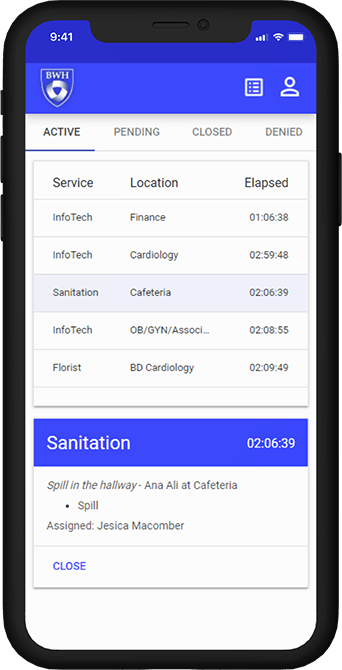 9:41
BWH
ACTIVE PENDING CLOSED DENIED
Service Location Elapsed
InfoTech Finance 01:06:38
InfoTech Cardiology 02:59:48
Sanitation Cafeteria 02:06:39
InfoTech OB/GYN/Associ... 02:08:55
Florist BD Cardiology 02:09:49
Sanitation 02:06:39
Spill in the hallway - Ana Ali at Cafeteria
• Spill
Assigned: Jesica Macomber
CLOSE